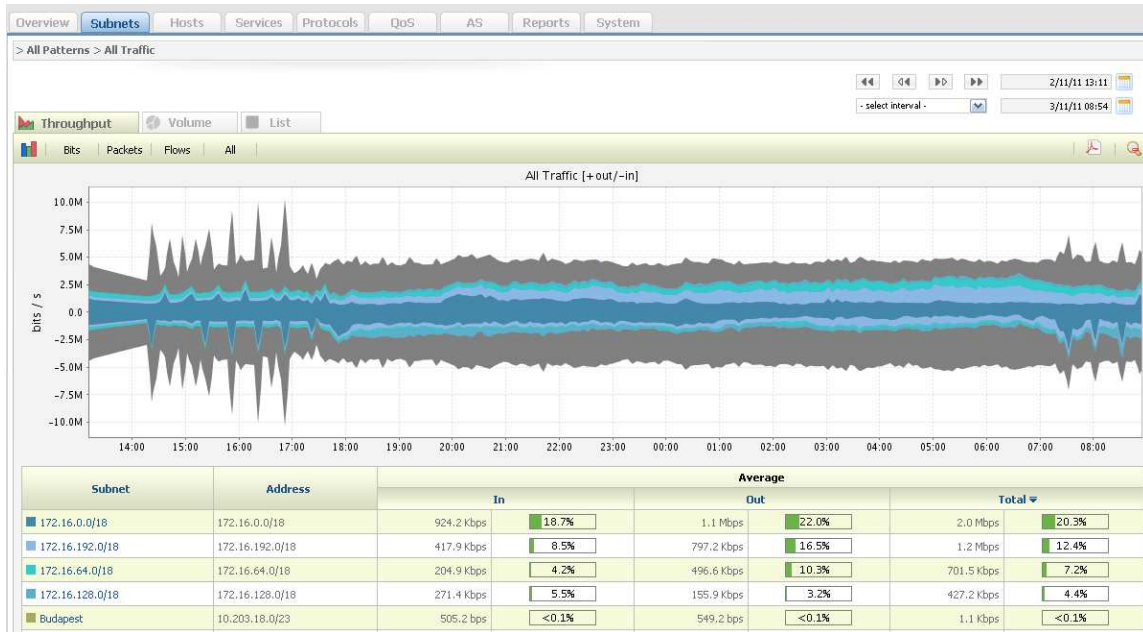 Overview Subnets Hosts Services Protocols QoS AS Reports System
> All Patterns > All Traffic
2/11/11 13:11
- select interval - 3/11/11 08:54
Throughput Volume List
Bits Packets Flows All
All Traffic [+out/-in]
10.0M
7.5M
5.0M
2.5M
0.0
-2.5M
-5.0M
-7.5M
-10.0M
bits / s
14:00 15:00 16:00 17:00 18:00 19:00 20:00 21:00 22:00 23:00 00:00 01:00 02:00 03:00 04:00 05:00 06:00 07:00 08:00
Subnet Address Average
In Out Total
172.16.0.0/18 172.16.0.0/18 924.2 Kbps 18.7% 1.1 Mbps 22.0% 2.0 Mbps 20.3%
172.16.192.0/18 172.16.192.0/18 417.9 Kbps 8.5% 797.2 Kbps 16.5% 1.2 Mbps 12.4%
172.16.64.0/18 172.16.64.0/18 204.9 Kbps 4.2% 496.6 Kbps 10.3% 701.5 Kbps 7.2%
172.16.128.0/18 172.16.128.0/18 271.4 Kbps 5.5% 155.9 Kbps 3.2% 427.2 Kbps 4.4%
Budapest 10.203.18.0/23 505.2 bps <0.1% 549.2 bps <0.1% 1.1 Kbps <0.1%